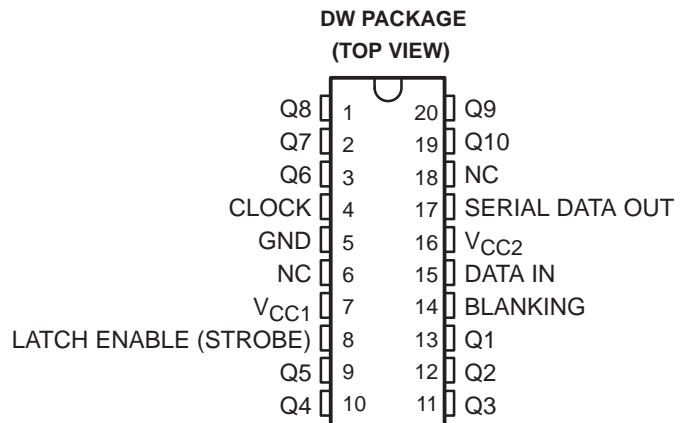 DW PACKAGE
(TOP VIEW)
Q8 1 20 Q9
Q7 2 19 Q10
Q6 3 18 NC
CLOCK 4 17 SERIAL DATA OUT
GND 5 16 VCC2
NC 6 15 DATA IN
VCC1 7 14 BLANKING
LATCH ENABLE (STROBE) 8 13 Q1
Q5 9 12 Q2
Q4 10 11 Q3